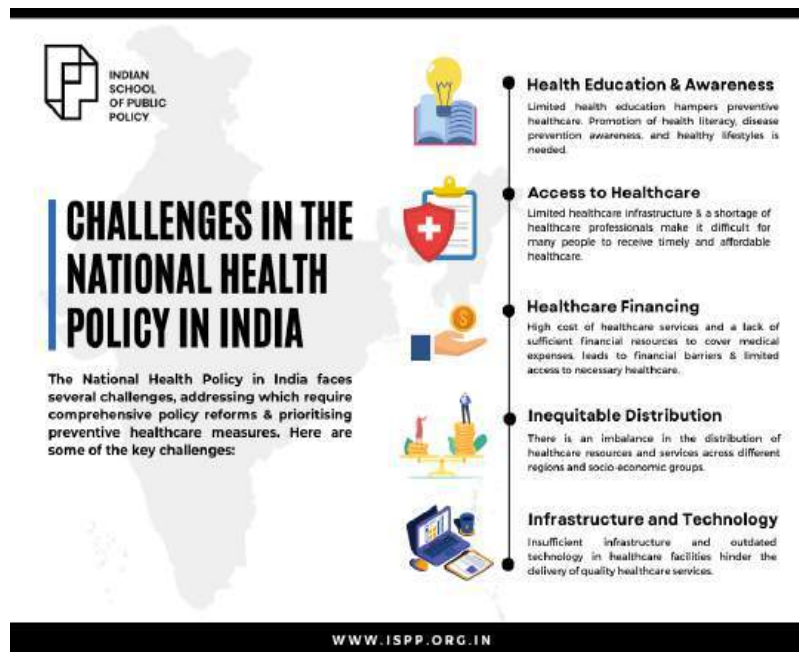 INDIAN
SCHOOL
OF PUBLIC
POLICY
CHALLENGES IN THE
NATIONAL HEALTH
POLICY IN INDIA
The National Health Policy in India faces
several challenges, addressing which require
comprehensive policy reforms & prioritising
preventive healthcare measures. Here are
some of the key challenges:
Health Education & Awareness
Limited health education hampers preventive
healthcare. Promotion of health literacy, disease
prevention awareness, and healthy lifestyles is
needed.
Access to Healthcare
Limited healthcare infrastructure & a shortage of
healthcare professionals make it difficult for
many people to receive timely and affordable
healthcare.
Healthcare Financing
High cost of healthcare services and a lack of
sufficient financial resources to cover medical
expenses, leads to financial barriers & limited
access to necessary healthcare.
Inequitable Distribution
There is an imbalance in the distribution of
healthcare resources and services across different
regions and socio-economic groups.
Infrastructure and Technology
Insufficient infrastructure and outdated
technology in healthcare facilities hinder the
delivery of quality healthcare services.
WWW.ISPP.ORG.IN